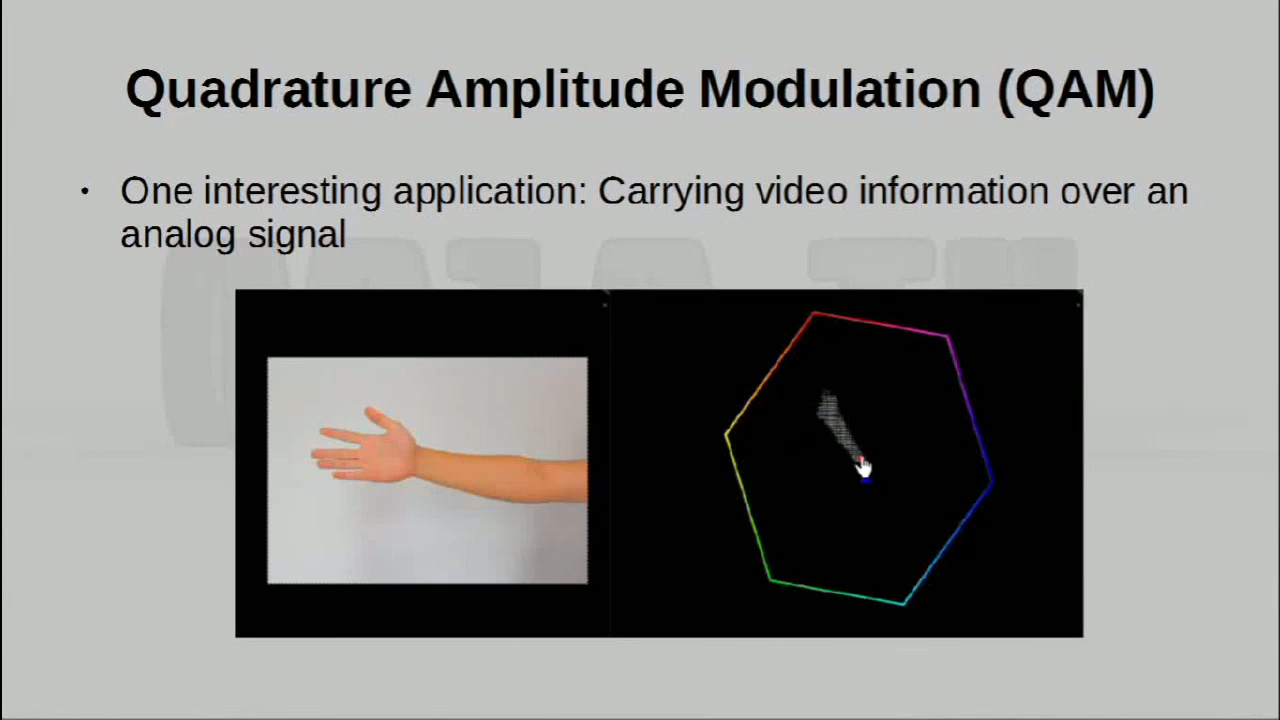 Quadrature Amplitude Modulation (QAM)
• One interesting application: Carrying video information over an
analog signal